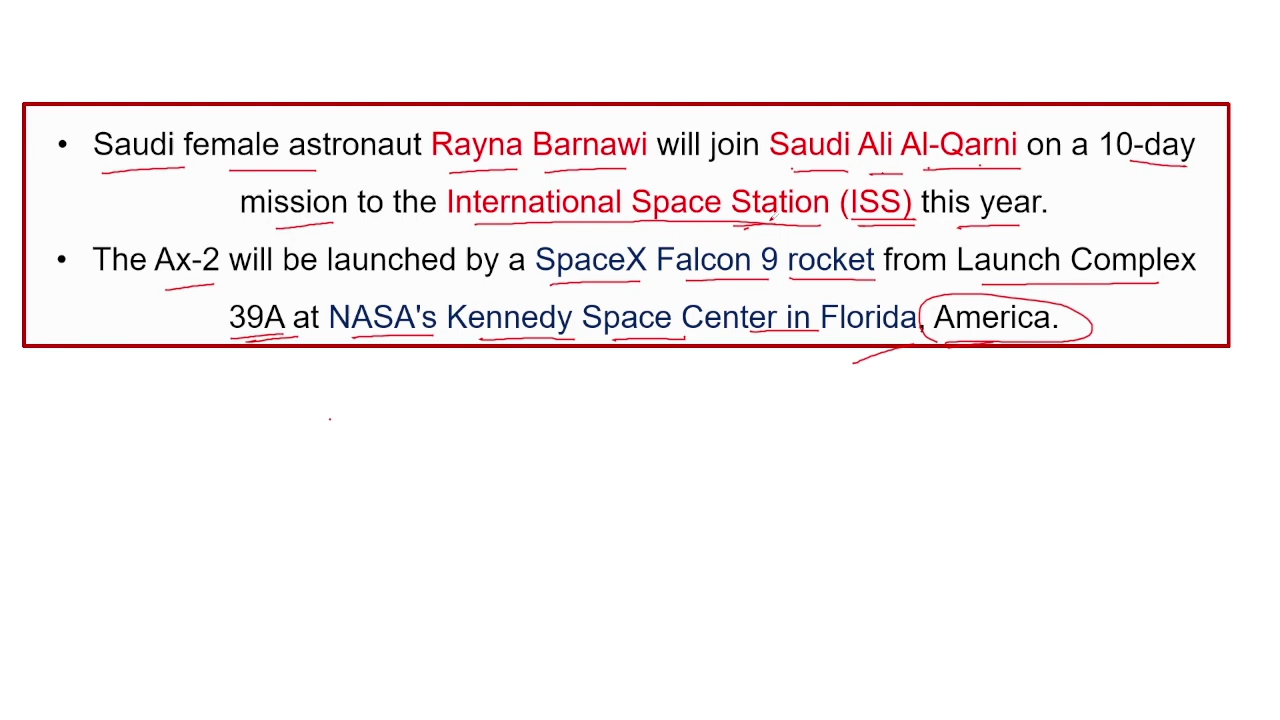 • Saudi female astronaut Rayna Barnawi will join Saudi Ali Al-Qarni on a 10-day
mission to the International Space Station (ISS) this year.
• The Ax-2 will be launched by a SpaceX Falcon 9 rocket from Launch Complex
39A at NASA's Kennedy Space Center in Florida, America.